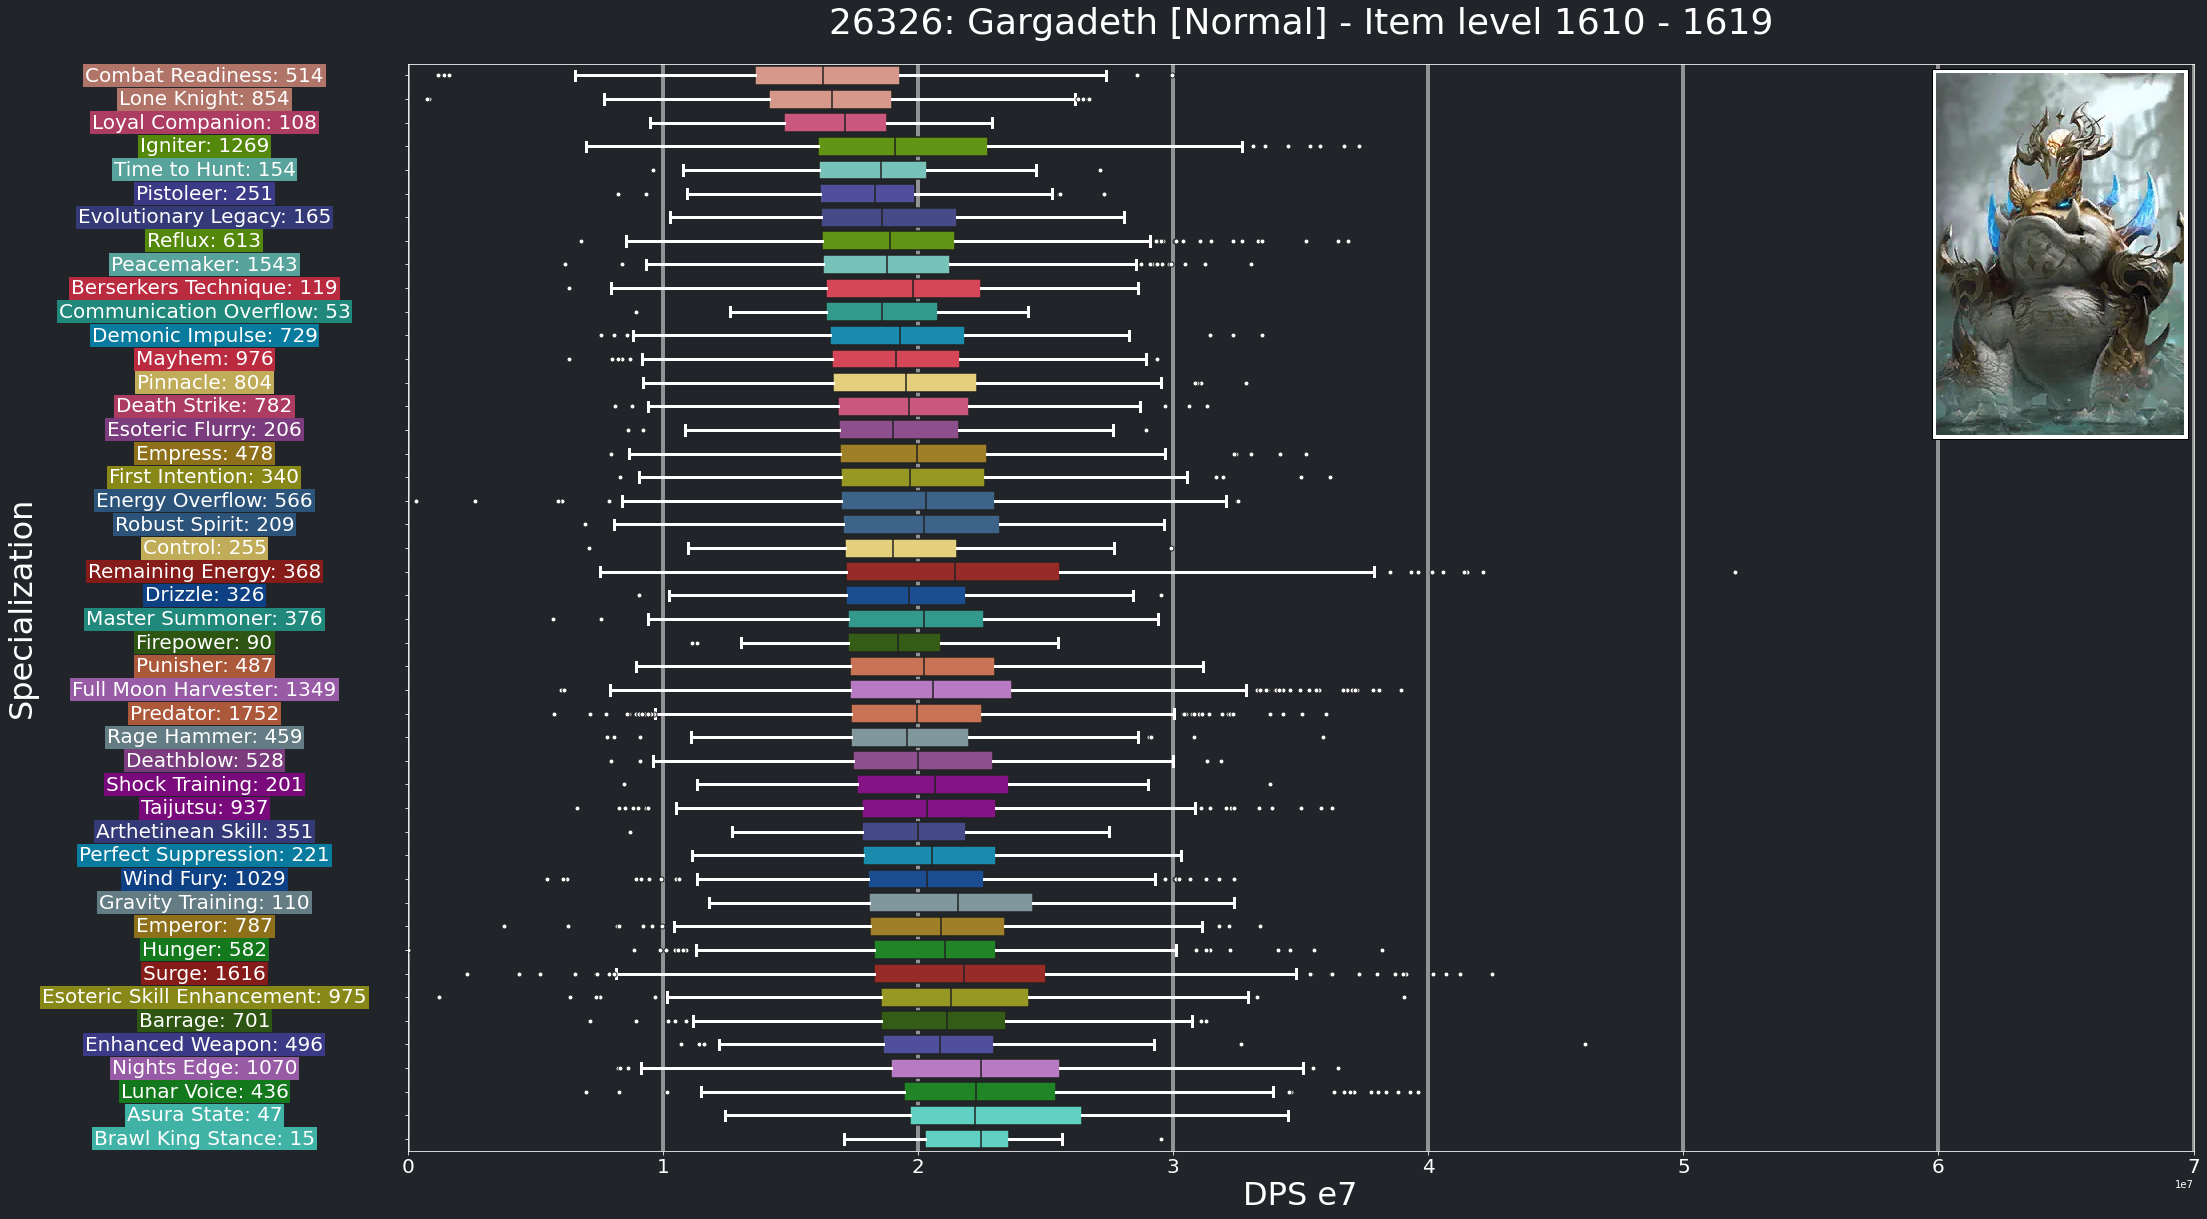 26326: Gargadeth [Normal] - Item level 1610 - 1619
Specialization
Combat Readiness: 514
Lone Knight: 854
Loyal Companion: 108
Igniter: 1269
Time to Hunt: 154
Pistoleer: 251
Evolutionary Legacy: 165
Reflux: 613
Peacemaker: 1543
Berserkers Technique: 119
Communication Overflow: 53
Demonic Impulse: 729
Mayhem: 976
Pinnacle: 804
Death Strike: 782
Esoteric Flurry: 206
Empress: 478
First Intention: 340
Energy Overflow: 566
Robust Spirit: 209
Control: 255
Remaining Energy: 368
Drizzle: 326
Master Summoner: 376
Firepower: 90
Punisher: 487
Full Moon Harvester: 1349
Predator: 1752
Rage Hammer: 459
Deathblow: 528
Shock Training: 201
Taijutsu: 937
Arthetinean Skill: 351
Perfect Suppression: 221
Wind Fury: 1029
Gravity Training: 110
Emperor: 787
Hunger: 582
Surge: 1616
Esoteric Skill Enhancement: 975
Barrage: 701
Enhanced Weapon: 496
Nights Edge: 1070
Lunar Voice: 436
Asura State: 47
Brawl King Stance: 15
0 1 2 3 4 5 6 7
DPS e7
1e7